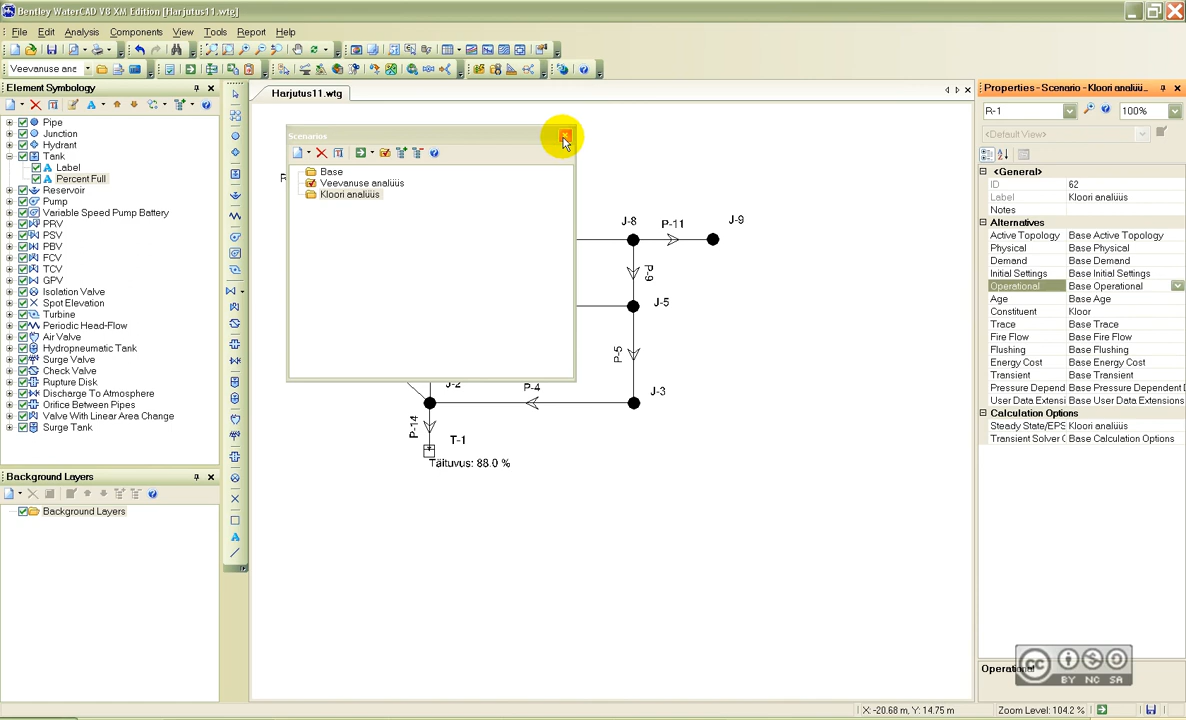 Bentley WaterCAD V8 XM Edition [Harjutus11.wtg]
File Edit Analysis Components View Tools Report Help
Veevanuse ane
Element Symbology
Pipe
Junction
Hydrant
Tank
Label
Percent Full
Reservoir
Pump
Variable Speed Pump Battery
PRV
PSV
PBV
FCV
TCV
GPV
Isolation Valve
Spot Elevation
Turbine
Periodic Head-Flow
Air Valve
Hydropneumatic Tank
Surge Valve
Check Valve
Rupture Disk
Discharge To Atmosphere
Orifice Between Pipes
Valve With Linear Area Change
Surge Tank
Background Layers
Background Layers
Harjutus11.wtg
Scenarios
Base
Veevanuse analüüs
Kloori analüüs
J-8
P-11
J-9
P-9
J-5
P-5
J-3
J-2
P-4
P-14
T-1
Täituvus: 88.0 %
Properties - Scenario - Kloori analüü...
R-1
100%
<Default View>
<General>
ID 62
Label Kloori analüüs
Notes
Alternatives
Active Topology Base Active Topology
Physical Base Physical
Demand Base Demand
Initial Settings Base Initial Settings
Operational Base Operational
Age Base Age
Constituent Kloor
Trace Base Trace
Fire Flow Base Fire Flow
Flushing Base Flushing
Energy Cost Base Energy Cost
Transient Base Transient
Pressure Depend Base Pressure Dependent D
User Data Extensi Base User Data Extensions
Calculation Options
Steady State/EPS Kloori analüüs
Transient Solver ( Base Calculation Options
Operational
cc BY NC SA
X: -20.68 m, Y: 14.75 m
Zoom Level: 104.2 %